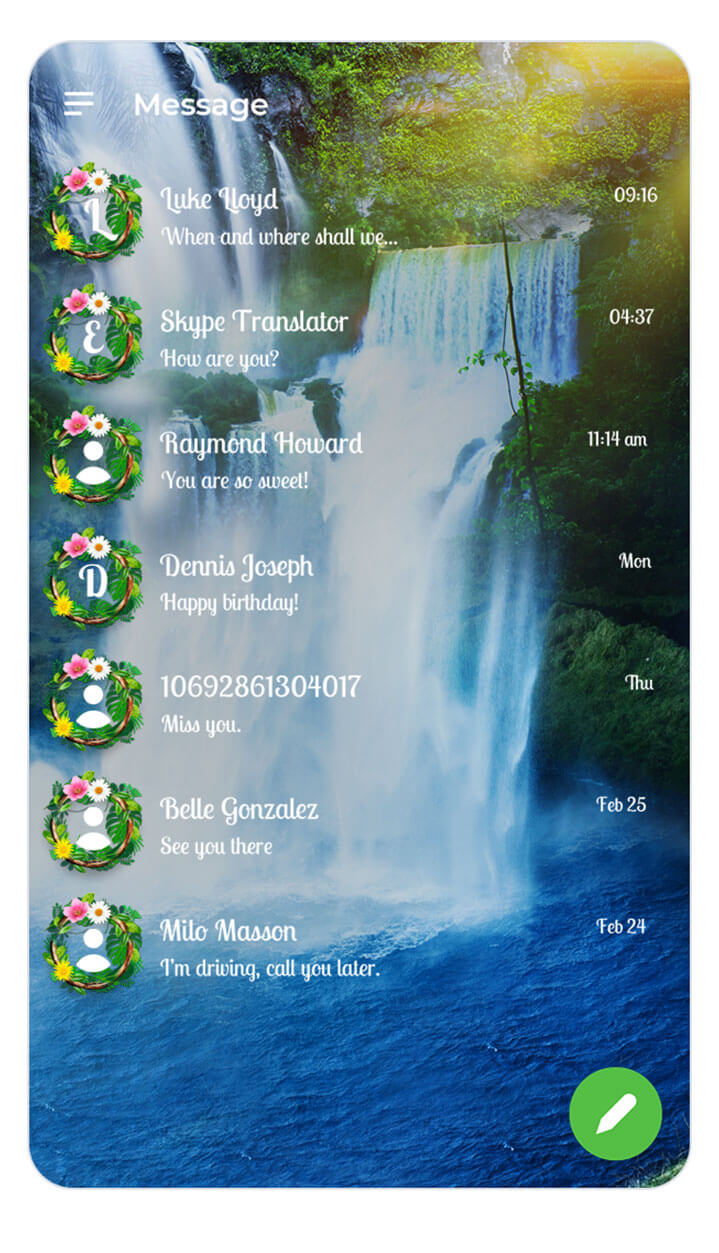 Message
L
Luke Lloyd
09:16
When and where shall we...
E
Skype Translator
04:37
How are you?
Raymond Howard
11:14 am
You are so sweet!
D
Dennis Joseph
Mon
Happy birthday!
10692861304017
Thu
Miss you.
Belle Gonzalez
Feb 25
See you there
Milo Masson
Feb 24
I'm driving, call you later.